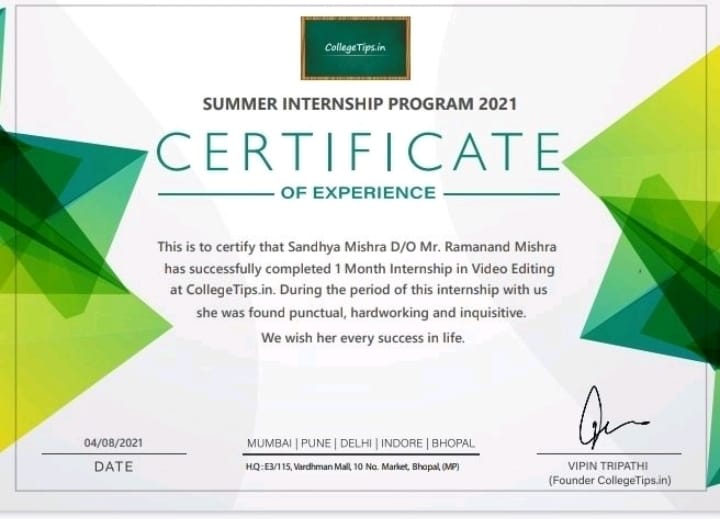 CollegeTips.in
SUMMER INTERNSHIP PROGRAM 2021
CERTIFICATE
OF EXPERIENCE
This is to certify that Sandhya Mishra D/O Mr. Ramanand Mishra
has successfully completed 1 Month Internship in Video Editing
at CollegeTips.in. During the period of this internship with us
she was found punctual, hardworking and inquisitive.
We wish her every success in life.
04/08/2021
DATE
MUMBAI | PUNE | DELHI | INDORE | BHOPAL
H.Q : E3/115, Vardhman Mall, 10 No. Market, Bhopal, (MP)
VIPIN TRIPATHI
(Founder CollegeTips.in)